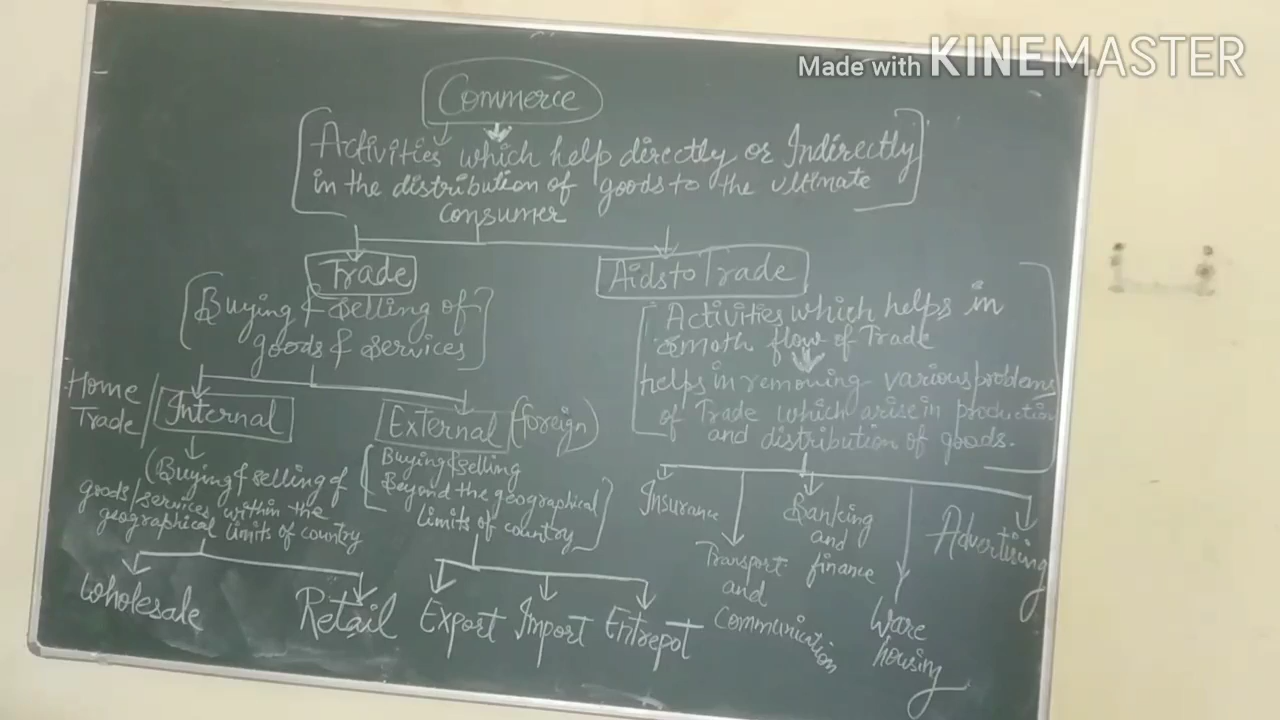 Made with KINEMASTER
Commerce
Activities which help directly or Indirectly
in the distribution of goods to the ultimate
consumer
Trade
Buying & selling of
goods & services
Aids to Trade
Activities which helps in
smoth flow of Trade
helps in removing various problems
of Trade which arise in production
and distribution of goods.
Home
Trade
Internal
Buying & selling of
goods/services within the
geographical limits of country
External (foreign)
Buying & selling
Beyond the geographical
limits of country
Wholesale
Retail
Export
Import
Entrepot
Insurance
Transport
and
Communication
Banking
and
finance
Ware
housing
Advertising